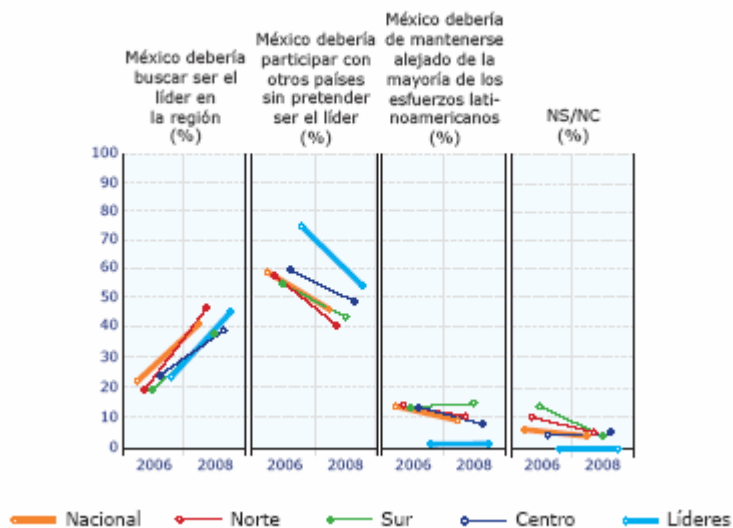 México debería
buscar ser el
líder en
la región
(%)
México debería
participar con
otros países
sin pretender
ser el líder
(%)
México debería
de mantenerse
alejado de la
mayoría de los
esfuerzos lati-
noamericanos
(%)
NS/NC
(%)
100
90
80
70
60
50
40
30
20
10
0
2006 2008 2006 2008 2006 2008 2006 2008
Nacional Norte Sur Centro Líderes